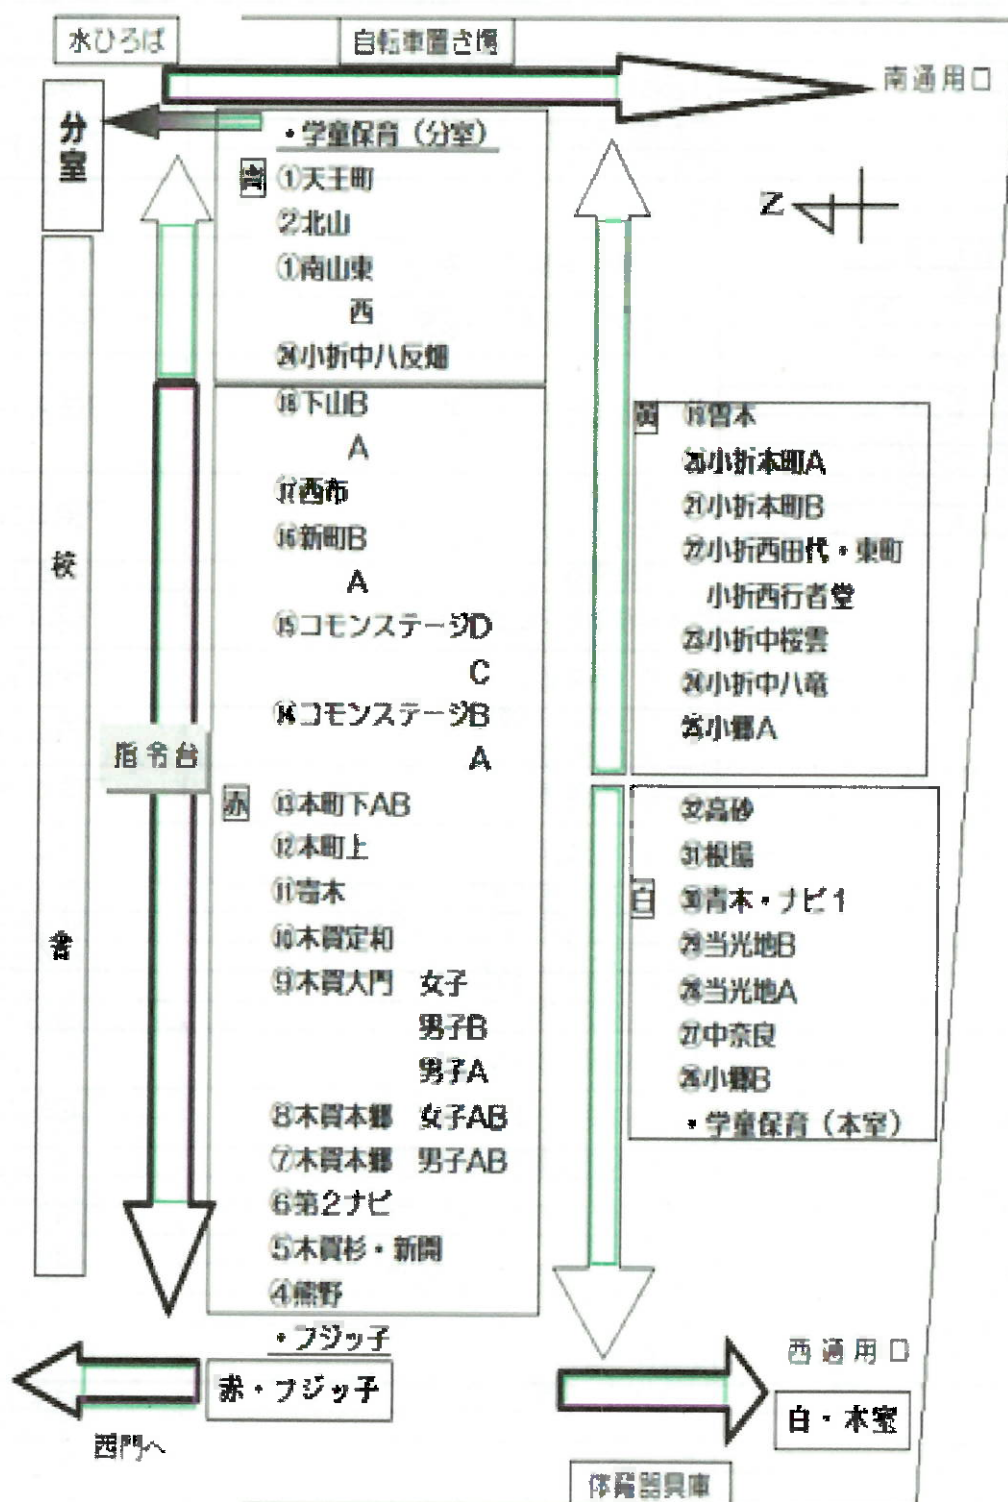 水ひろば
自転車置き場
南通用口
分室
・学童保育（分室）
青
①天王町
②北山
①南山東
西
㉔小折中八反畑
⑱下山B
A
⑰西市
⑯新町B
A
⑮コモンステージD
C
⑭コモンステージB
A
赤
⑬本町下AB
⑫本町上
⑪寄木
⑩木賀定和
⑨木賀大門　女子
男子B
男子A
⑧木賀本郷　女子AB
⑦木賀本郷　男子AB
⑥第2ナビ
⑤木賀杉・新開
④熊野
・フジッ子
校
舎
指令台
Z
黄
⑲曽本
⑳小折本町A
㉑小折本町B
㉒小折西田代・東町
小折西行者堂
㉓小折中桜雲
㉔小折中八竜
㉕小郷A
㉜高砂
㉛根場
白
㉚青木・ナビ1
㉙当光地B
㉘当光地A
㉗中奈良
㉖小郷B
・学童保育（本室）
赤・フジッ子
西門へ
西通用口
白・本室
体育器具庫